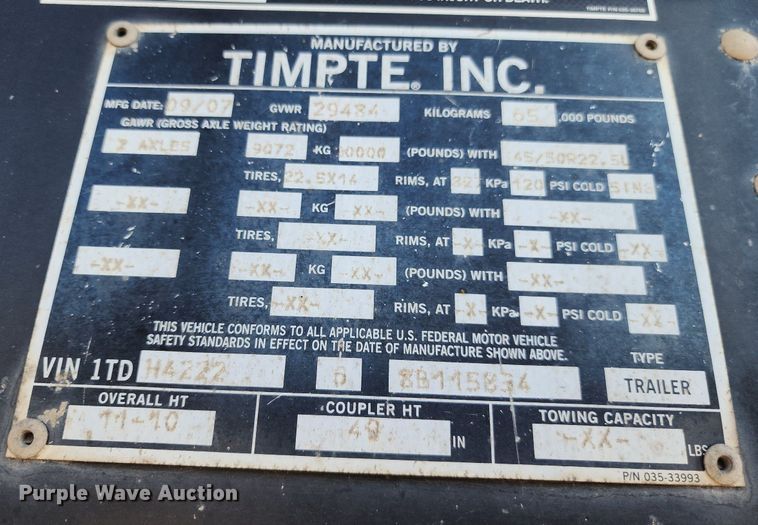 TIMPTE P/N 035-
MANUFACTURED BY
TIMPTE® INC.
MFG DATE: 09/07 GVWR 29484 KILOGRAMS 65 ,000 POUNDS
GAWR (GROSS AXLE WEIGHT RATING)
2 AXLES 9072 KG 0000 (POUNDS) WITH 45/50R22.5L
TIRES, 22.5X14 RIMS, AT 827 KPa 120 PSI COLD SING
-XX- -XX- KG -XX- (POUNDS) WITH -XX-
TIRES, -XX- RIMS, AT -X- KPa -X- PSI COLD -XX-
-XX- -XX- KG -XX- (POUNDS) WITH -XX-
TIRES, -XX- RIMS, AT -X- KPa -X- PSI COLD -XX-
THIS VEHICLE CONFORMS TO ALL APPLICABLE U.S. FEDERAL MOTOR VEHICLE
SAFETY STANDARDS IN EFFECT ON THE DATE OF MANUFACTURE SHOWN ABOVE.
TYPE
VIN 1TD H4222 6 8B115834 TRAILER
OVERALL HT COUPLER HT TOWING CAPACITY
11-10 49 IN -XX- LBS
P/N 035-33993
Purple Wave Auction